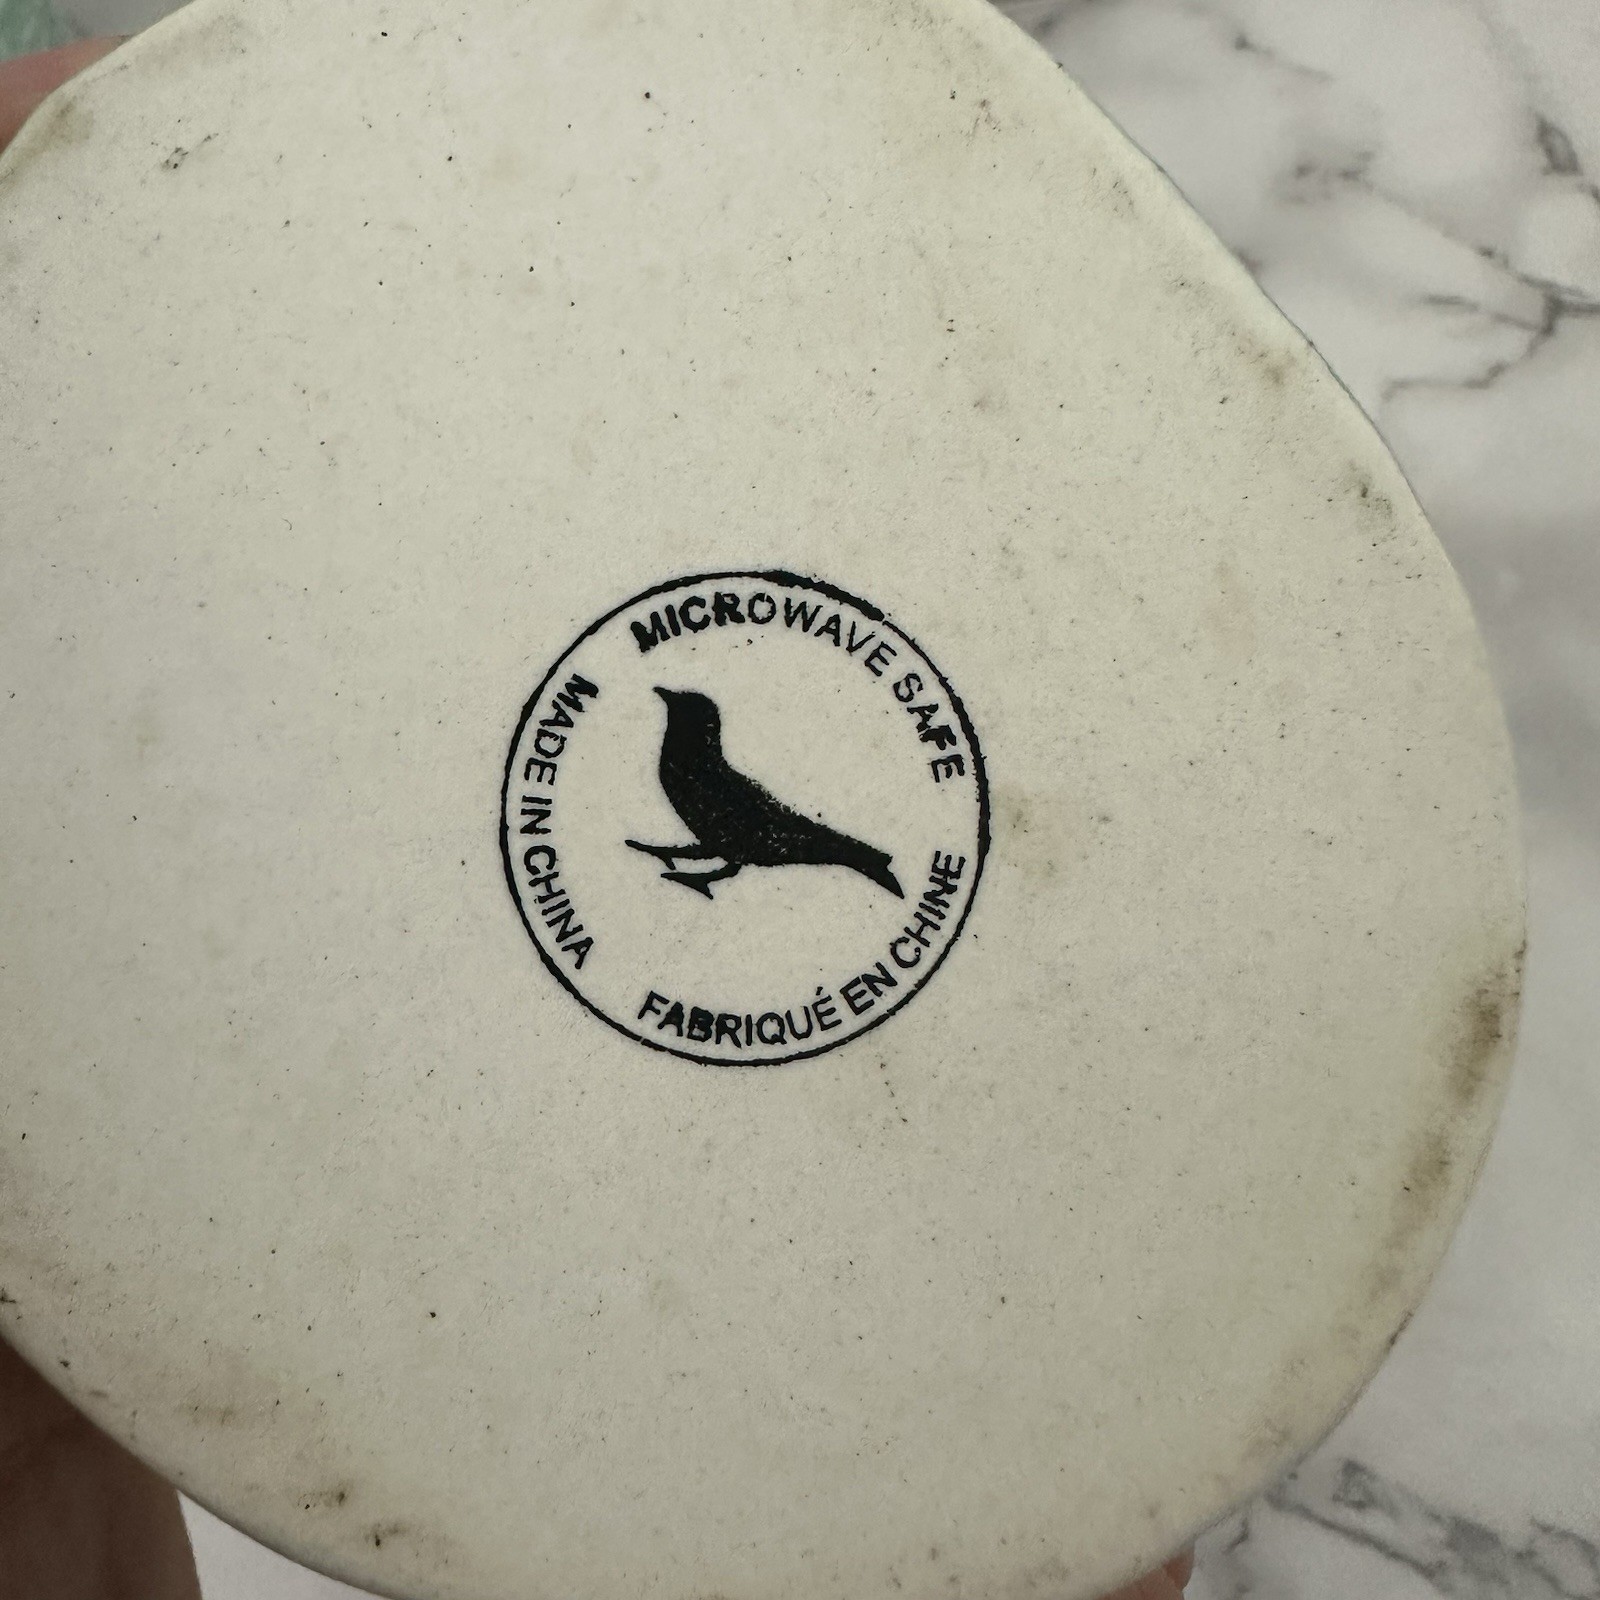 MICROWAVE SAFE
MADE IN CHINA
FABRIQUÉ EN CHINE